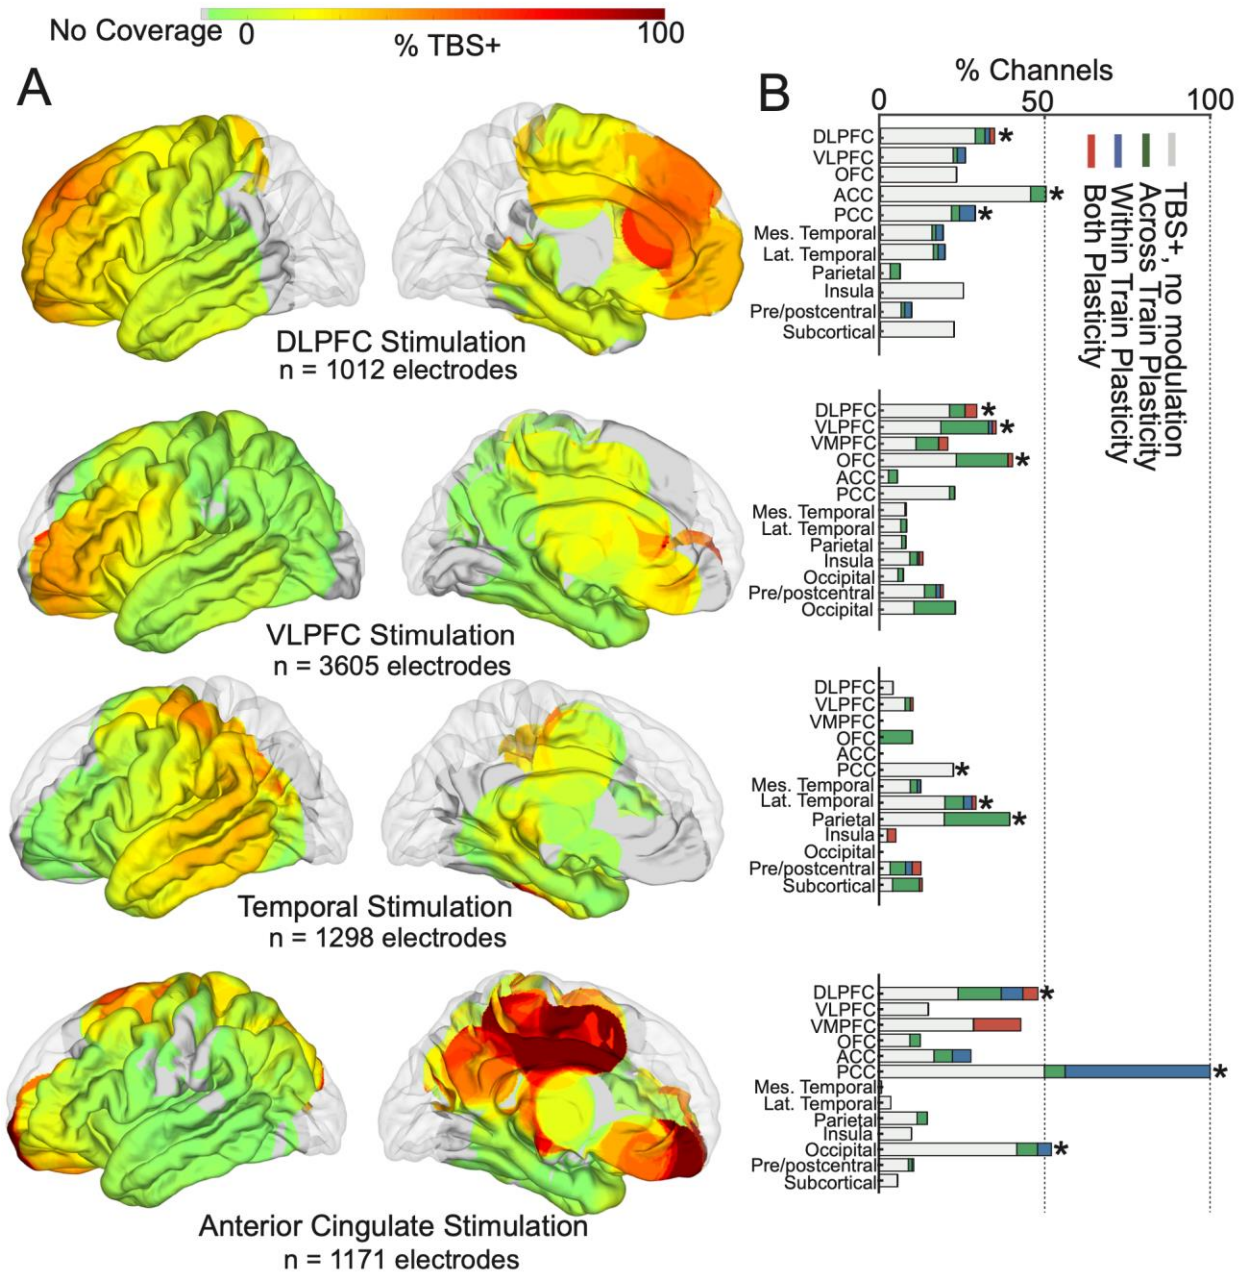 No Coverage 0 100
% TBS+
A
DLPFC Stimulation
n = 1012 electrodes
VLPFC Stimulation
n = 3605 electrodes
Temporal Stimulation
n = 1298 electrodes
Anterior Cingulate Stimulation
n = 1171 electrodes
B
% Channels
0 50 100
TBS+, no modulation
Across Train Plasticity
Within Train Plasticity
Both Plasticity
DLPFC *
VLPFC
OFC
ACC *
PCC *
Mes. Temporal
Lat. Temporal
Parietal
Insula
Pre/postcentral
Subcortical
DLPFC *
VLPFC *
VMPFC
OFC *
ACC
PCC
Mes. Temporal
Lat. Temporal
Parietal
Insula
Occipital
Pre/postcentral
Occipital
DLPFC
VLPFC
VMPFC
OFC
ACC
PCC *
Mes. Temporal
Lat. Temporal *
Parietal *
Insula
Occipital
Pre/postcentral
Subcortical
DLPFC *
VLPFC
VMPFC
OFC
ACC
PCC *
Mes. Temporal
Lat. Temporal
Parietal
Insula
Occipital *
Pre/postcentral
Subcortical